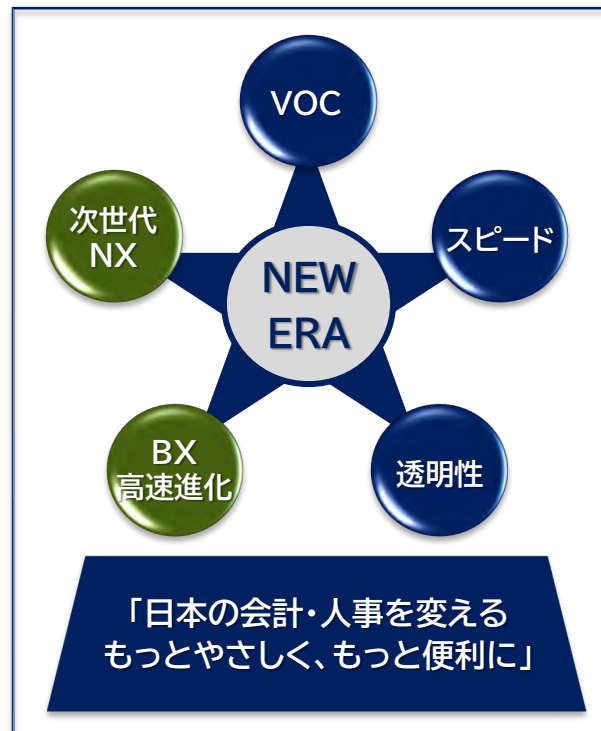 VOC
次世代
NX
スピード
NEW
ERA
BX
高速進化
透明性
「日本の会計・人事を変える
もっとやさしく、もっと便利に」